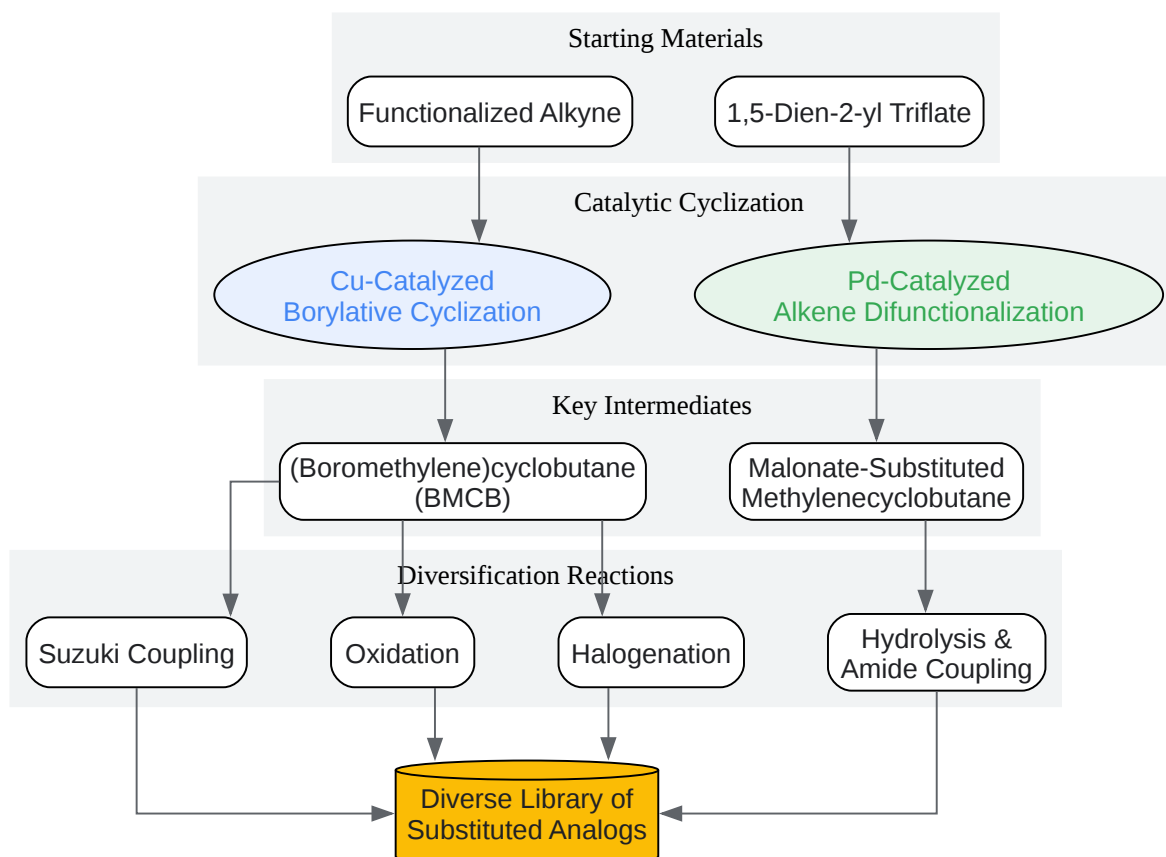 Starting Materials
Functionalized Alkyne
1,5-Dien-2-yl Triflate
Catalytic Cyclization
Cu-Catalyzed
Borylative Cyclization
Pd-Catalyzed
Alkene Difunctionalization
Key Intermediates
(Boromethylene)cyclobutane
(BMCB)
Malonate-Substituted
Methylenecyclobutane
Diversification Reactions
Suzuki Coupling
Oxidation
Halogenation
Hydrolysis &
Amide Coupling
Diverse Library of
Substituted Analogs